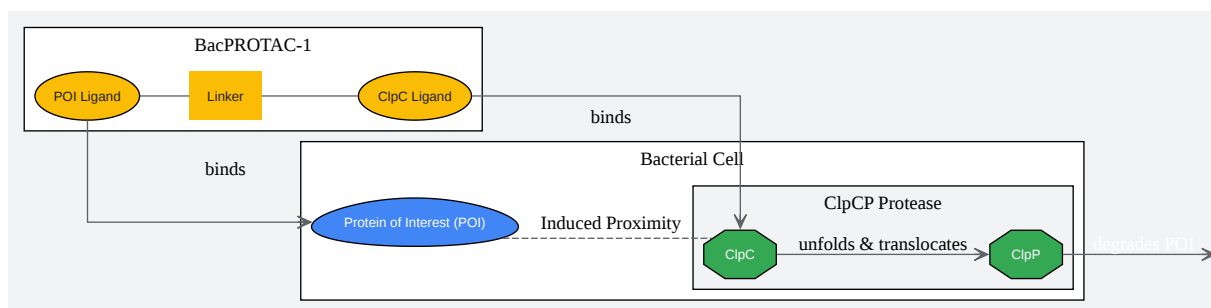 BacPROTAC-1
POI Ligand
Linker
ClpC Ligand
binds
binds
Bacterial Cell
Protein of Interest (POI)
Induced Proximity
ClpCP Protease
ClpC
unfolds & translocates
ClpP
degrades POI